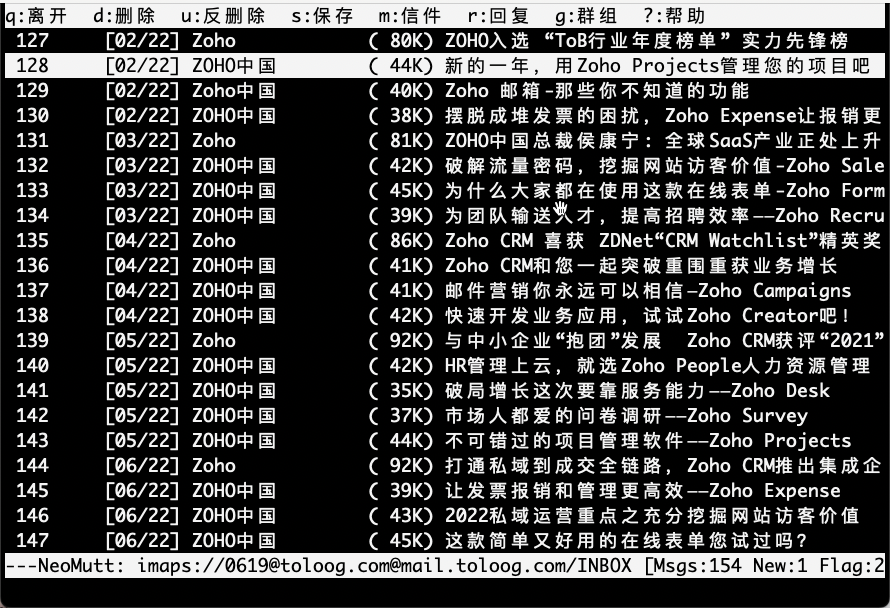 q:离开  d:删除  u:反删除  s:保存  m:信件  r:回复  g:群组  ?:帮助
127 [02/22] Zoho ( 80K) ZOHO入选 “ToB行业年度榜单” 实力先锋榜
128 [02/22] ZOHO中国 ( 44K) 新的一年，用Zoho Projects管理您的项目吧
129 [02/22] ZOHO中国 ( 40K) Zoho 邮箱-那些你不知道的功能
130 [02/22] ZOHO中国 ( 38K) 摆脱成堆发票的困扰，Zoho Expense让报销更
131 [03/22] Zoho ( 81K) ZOHO中国总裁侯康宁：全球SaaS产业正处上升
132 [03/22] ZOHO中国 ( 42K) 破解流量密码，挖掘网站访客价值-Zoho Sale
133 [03/22] ZOHO中国 ( 45K) 为什么大家都在使用这款在线表单-Zoho Form
134 [03/22] ZOHO中国 ( 39K) 为团队输送人才，提高招聘效率——Zoho Recru
135 [04/22] Zoho ( 86K) Zoho CRM 喜获 ZDNet“CRM Watchlist”精英奖
136 [04/22] ZOHO中国 ( 41K) Zoho CRM和您一起突破重围重获业务增长
137 [04/22] ZOHO中国 ( 41K) 邮件营销你永远可以相信—Zoho Campaigns
138 [04/22] ZOHO中国 ( 42K) 快速开发业务应用，试试Zoho Creator吧！
139 [05/22] Zoho ( 92K) 与中小企业“抱团”发展  Zoho CRM获评“2021”
140 [05/22] ZOHO中国 ( 42K) HR管理上云，就选Zoho People人力资源管理
141 [05/22] ZOHO中国 ( 35K) 破局增长这次要靠服务能力——Zoho Desk
142 [05/22] ZOHO中国 ( 37K) 市场人都爱的问卷调研——Zoho Survey
143 [05/22] ZOHO中国 ( 44K) 不可错过的项目管理软件——Zoho Projects
144 [06/22] Zoho ( 92K) 打通私域到成交全链路，Zoho CRM推出集成企
145 [06/22] ZOHO中国 ( 39K) 让发票报销和管理更高效——Zoho Expense
146 [06/22] ZOHO中国 ( 43K) 2022私域运营重点之充分挖掘网站访客价值
147 [06/22] ZOHO中国 ( 45K) 这款简单又好用的在线表单您试过吗？
---NeoMutt: imaps://0619@toloog.com@mail.toloog.com/INBOX [Msgs:154 New:1 Flag:2